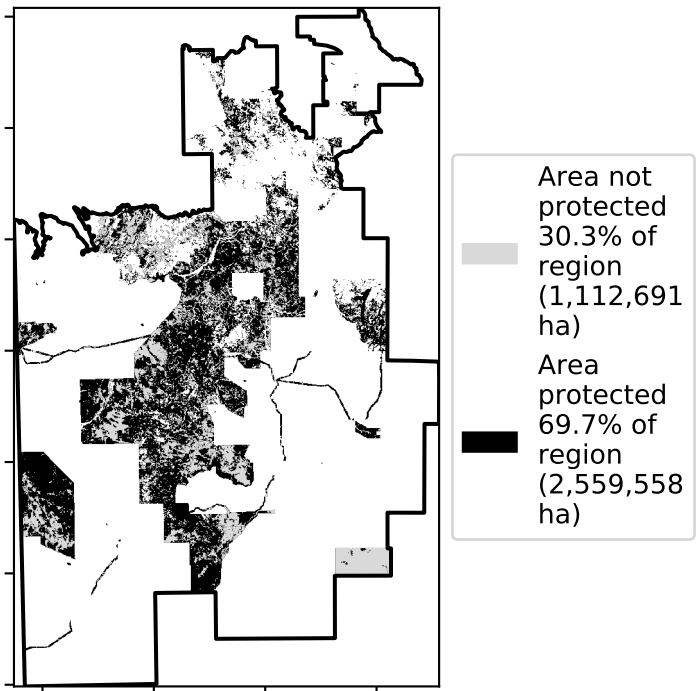 Area not
protected
30.3% of
region
(1,112,691
ha)
Area
protected
69.7% of
region
(2,559,558
ha)